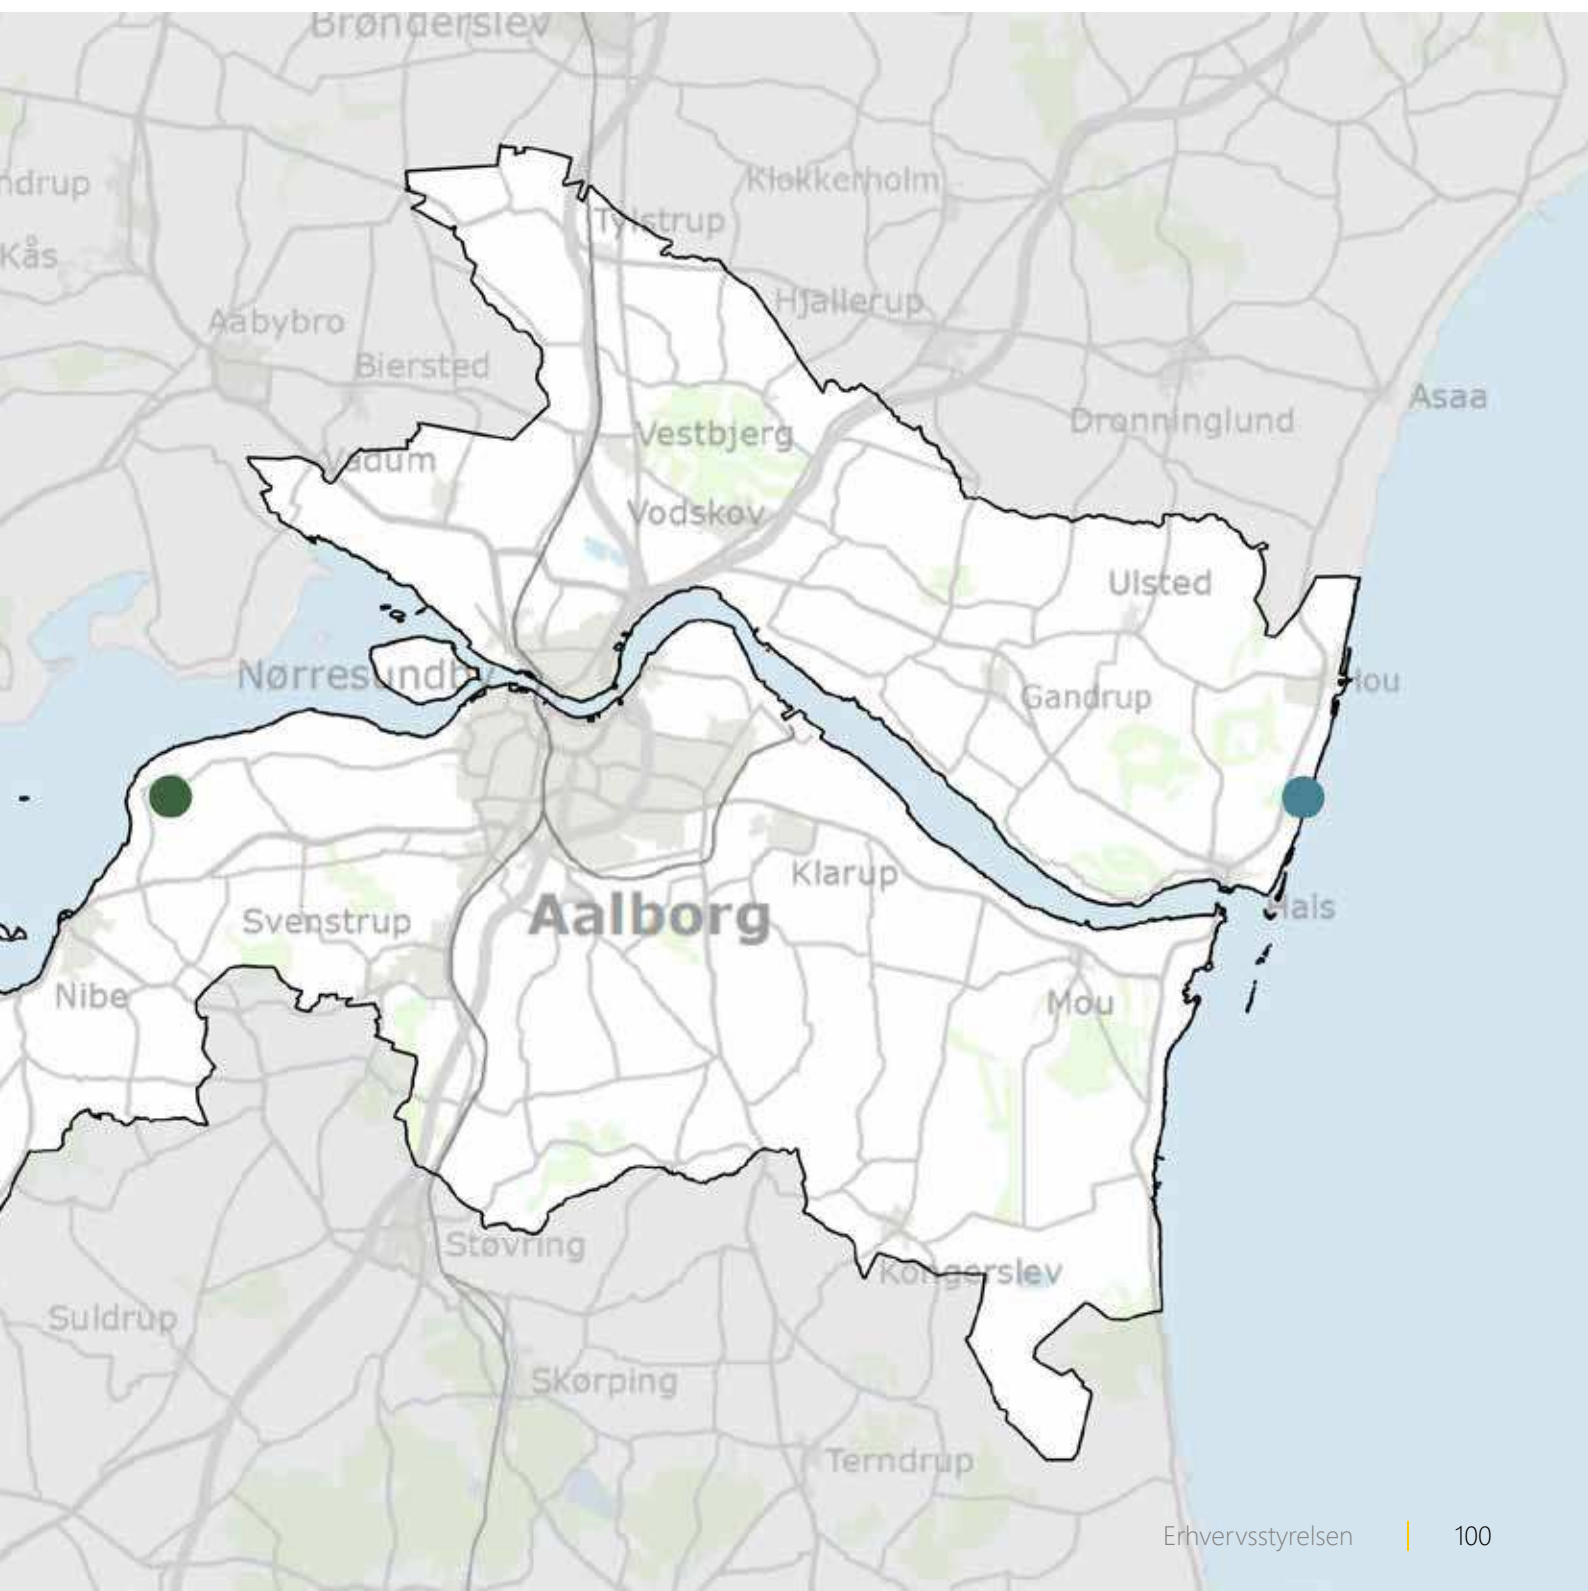 Brønderslev
ndrup
Klokkerholm
Tylstrup
Kås
Hjallerup
Aabybro
Biersted
Asaa
Dronninglund
Vestbjerg
Vadum
Vodskov
Ulsted
Nørresundby
Hou
Gandrup
Klarup
Hals
Svenstrup
Aalborg
Nibe
Mou
Støvring
Kongerslev
Suldrup
Skørping
Terndrup
Erhvervsstyrelsen | 100